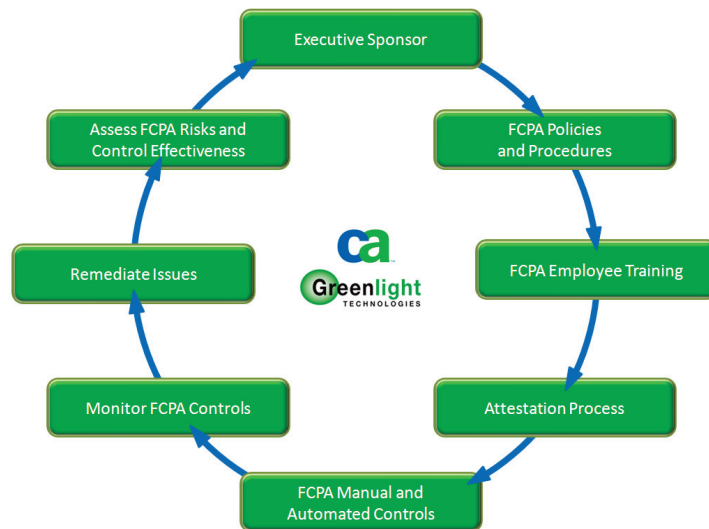 Executive Sponsor
Assess FCPA Risks and
Control Effectiveness
FCPA Policies
and Procedures
ca
Remediate Issues
Greenlight
TECHNOLOGIES
FCPA Employee Training
Monitor FCPA Controls
Attestation Process
FCPA Manual and
Automated Controls